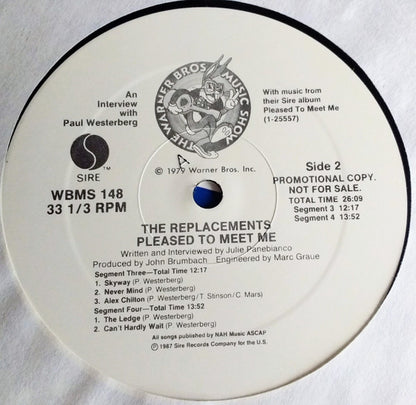 THE WARNER BROS. MUSIC SHOW
An
Interview
with
Paul Westerberg
With music from
their Sire album
Pleased To Meet Me
(1-25557)
SIRE
© 1979 Warner Bros. Inc.
WBMS 148
33 1/3 RPM
Side 2
PROMOTIONAL COPY.
NOT FOR SALE.
TOTAL TIME 26:09
Segment 3 12:17
Segment 4 13:52
THE REPLACEMENTS
PLEASED TO MEET ME
Written and Interviewed by Julie Panebianco
Produced by John Brumbach Engineered by Marc Graue
Segment Three—Total Time 12:17
1. Skyway (P. Westerberg)
2. Never Mind (P. Westerberg)
3. Alex Chilton (P. Westerberg/T. Stinson/C. Mars)
Segment Four—Total Time 13:52
1. The Ledge (P. Westerberg)
2. Can't Hardly Wait (P. Westerberg)
All songs published by NAH Music ASCAP
℗ 1987 Sire Records Company for the U.S.